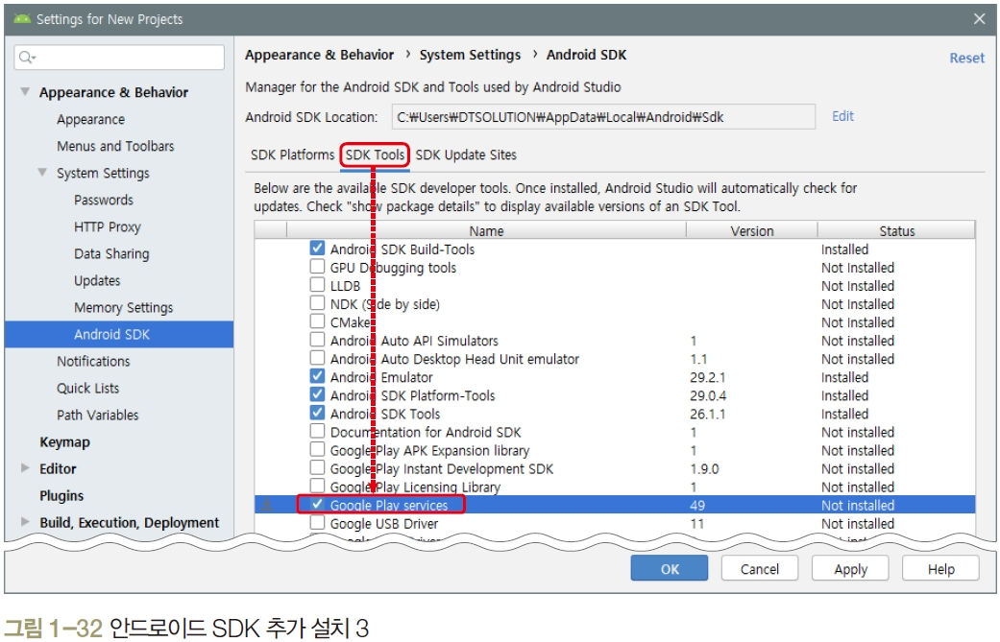 Settings for New Projects
Appearance & Behavior
Appearance
Menus and Toolbars
System Settings
Passwords
HTTP Proxy
Data Sharing
Updates
Memory Settings
Android SDK
Notifications
Quick Lists
Path Variables
Keymap
Editor
Plugins
Build, Execution, Deployment
Appearance & Behavior › System Settings › Android SDK
Reset
Manager for the Android SDK and Tools used by Android Studio
Android SDK Location: C:₩Users₩DTSOLUTION₩AppData₩Local₩Android₩Sdk Edit
SDK Platforms SDK Tools SDK Update Sites
Below are the available SDK developer tools. Once installed, Android Studio will automatically check for
updates. Check "show package details" to display available versions of an SDK Tool.
Name Version Status
Android SDK Build-Tools Installed
GPU Debugging tools Not Installed
LLDB Not Installed
NDK (Side by side) Not Installed
CMake Not Installed
Android Auto API Simulators 1 Not installed
Android Auto Desktop Head Unit emulator 1.1 Not installed
Android Emulator 29.2.1 Installed
Android SDK Platform-Tools 29.0.4 Installed
Android SDK Tools 26.1.1 Installed
Documentation for Android SDK 1 Not installed
Google Play APK Expansion library 1 Not installed
Google Play Instant Development SDK 1.9.0 Not installed
Google Play Licensing Library 1 Not installed
Google Play services 49 Not installed
Google USB Driver 11 Not installed
OK Cancel Apply Help
그림 1-32 안드로이드 SDK 추가 설치 3